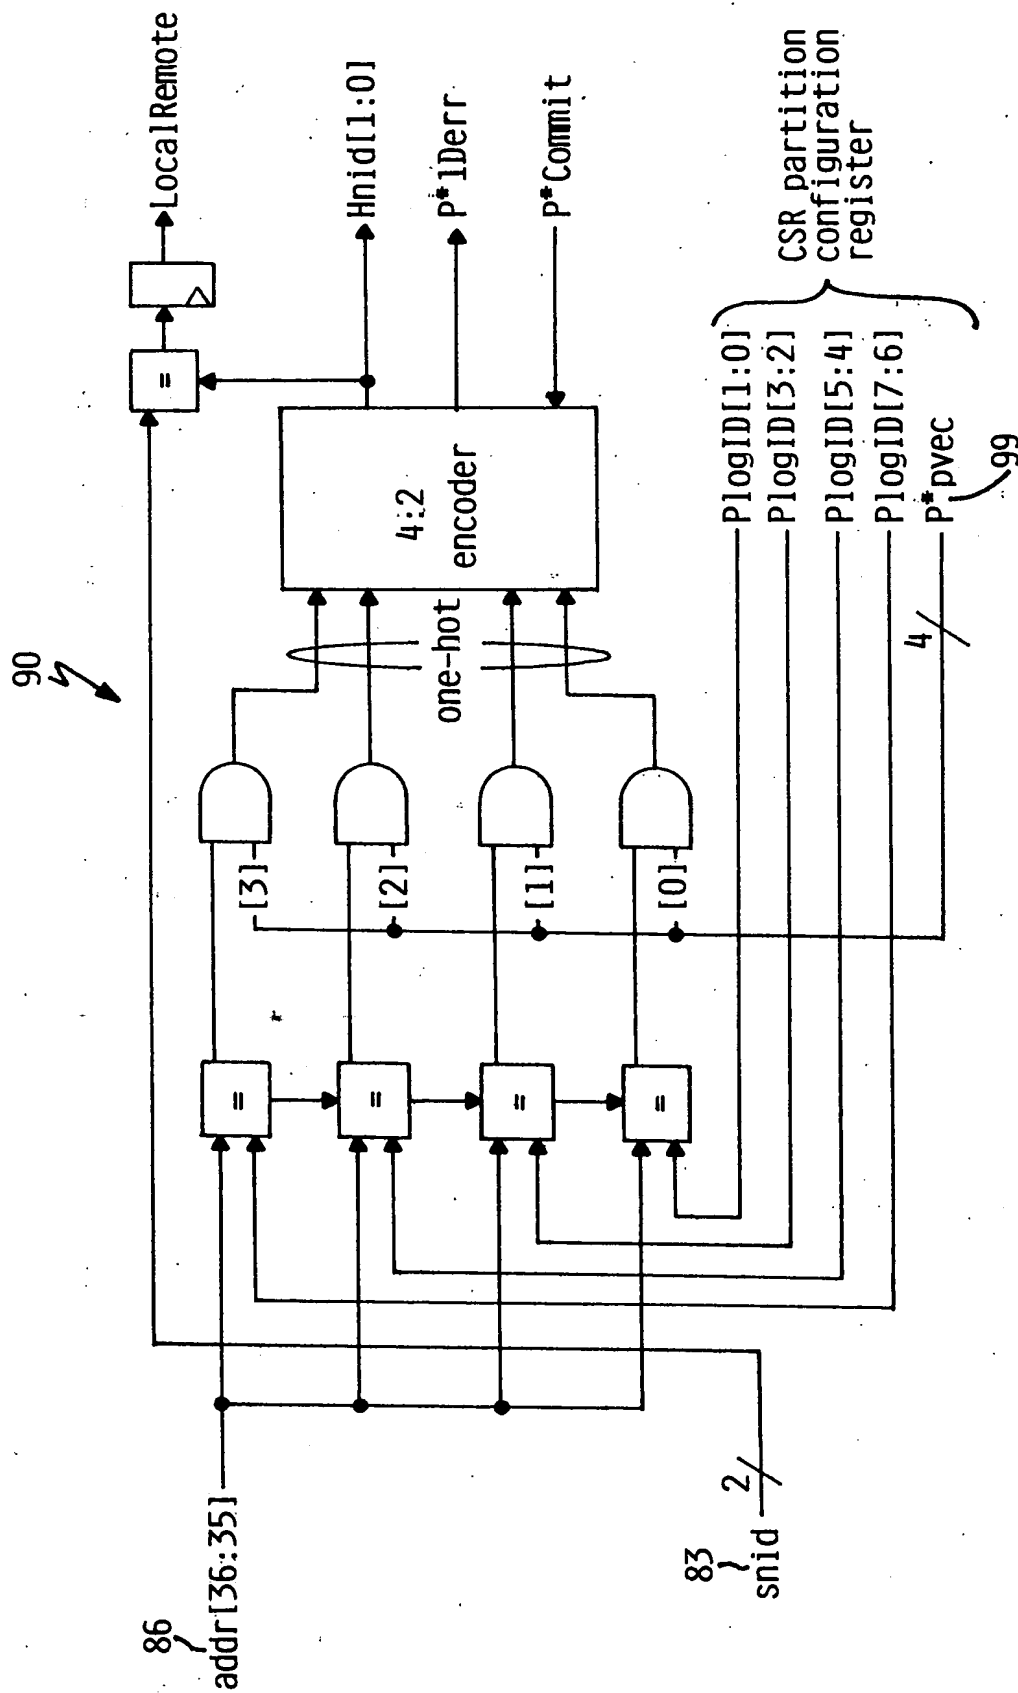 90
LocalRemote
=
Hnid[1:0]
P*1Derr
P*Commit
4:2
encoder
one-hot
[3]
[2]
[1]
[0]
=
=
=
=
86
addr[36:35]
83
snid
2
PlogID[1:0]
PlogID[3:2]
PlogID[5:4]
PlogID[7:6]
P*pvec
4
99
CSR partition
configuration
register